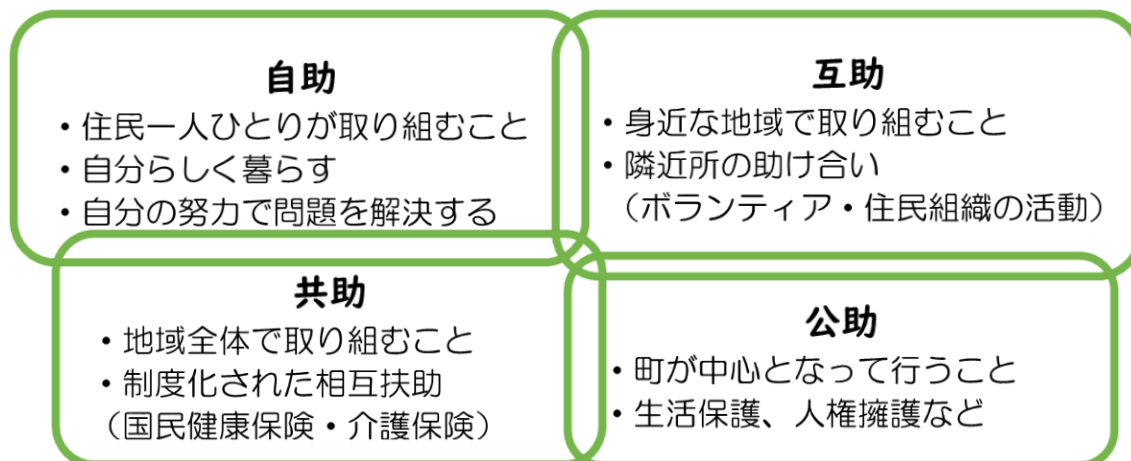 自助
・住民一人ひとりが取り組むこと
・自分らしく暮らす
・自分の努力で問題を解決する
互助
・身近な地域で取り組むこと
・隣近所の助け合い
（ボランティア・住民組織の活動）
共助
・地域全体で取り組むこと
・制度化された相互扶助
（国民健康保険・介護保険）
公助
・町が中心となって行うこと
・生活保護、人権擁護など